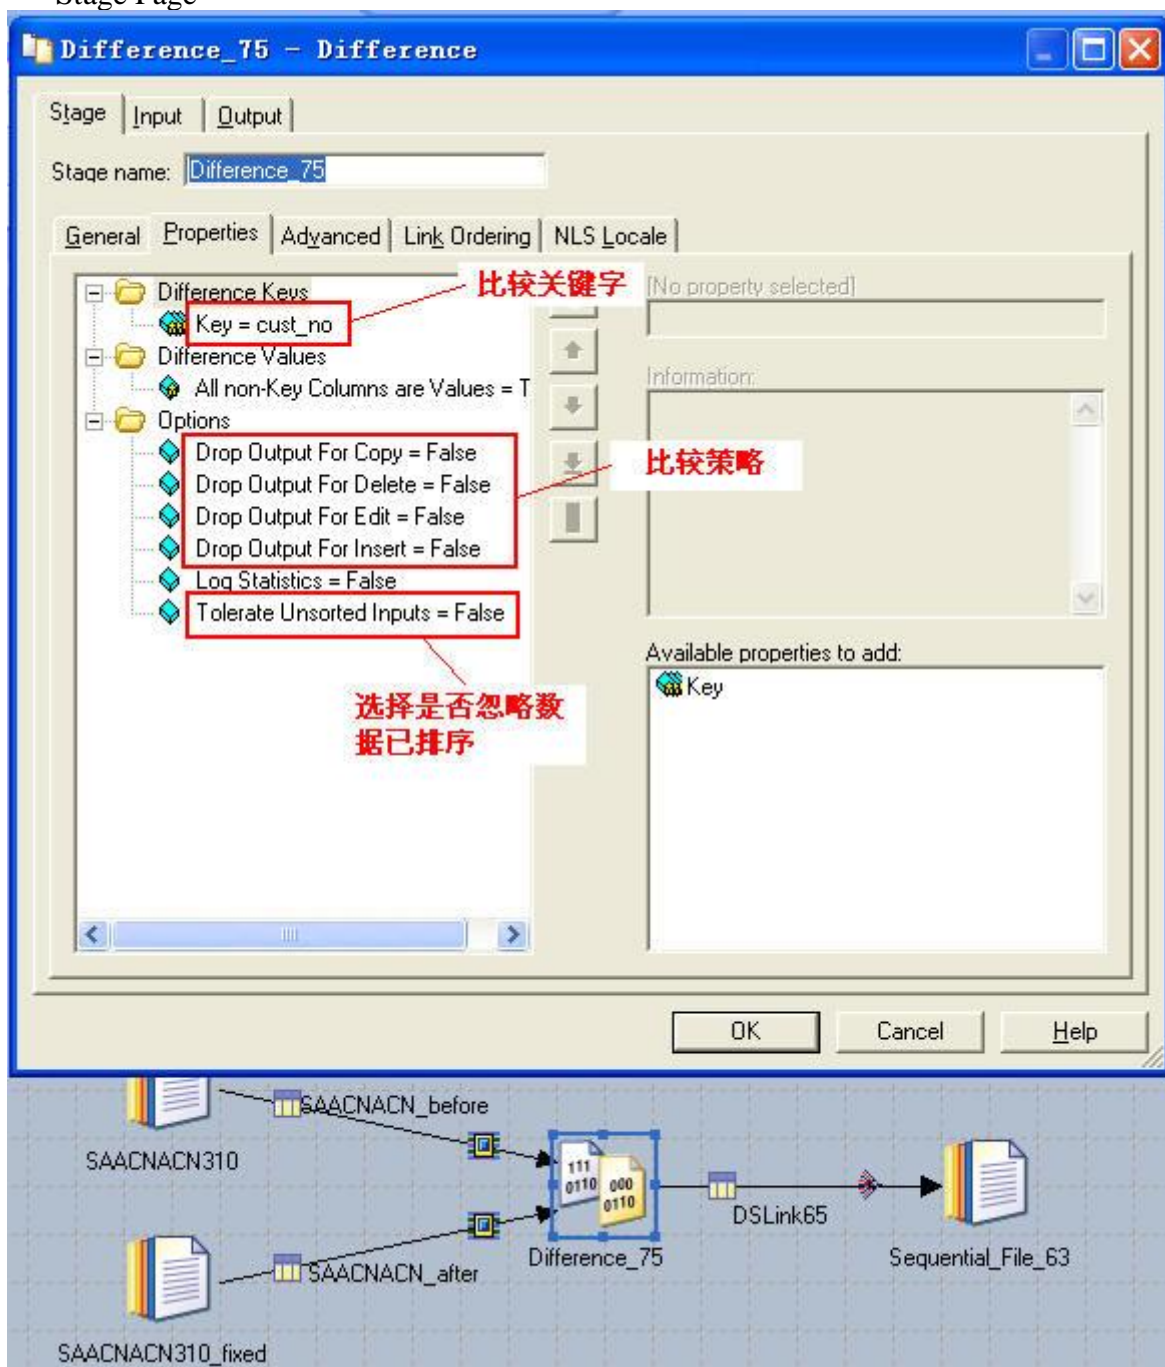 Stage Page
Difference_75 - Difference
Stage Input Output
Stage name: Difference_75
General Properties Advanced Link Ordering NLS Locale
Difference Keys
比较关键字
[No property selected]
Key = cust_no
Difference Values
All non-Key Columns are Values = T
Information:
Options
Drop Output For Copy = False
比较策略
Drop Output For Delete = False
Drop Output For Edit = False
Drop Output For Insert = False
Log Statistics = False
Tolerate Unsorted Inputs = False
Available properties to add:
Key
选择是否忽略数
据已排序
OK Cancel Help
SAACNACN_before
SAACNACN310
111
0110
000
0110
DSLink65
Difference_75
Sequential_File_63
SAACNACN_after
SAACNACN310_fixed